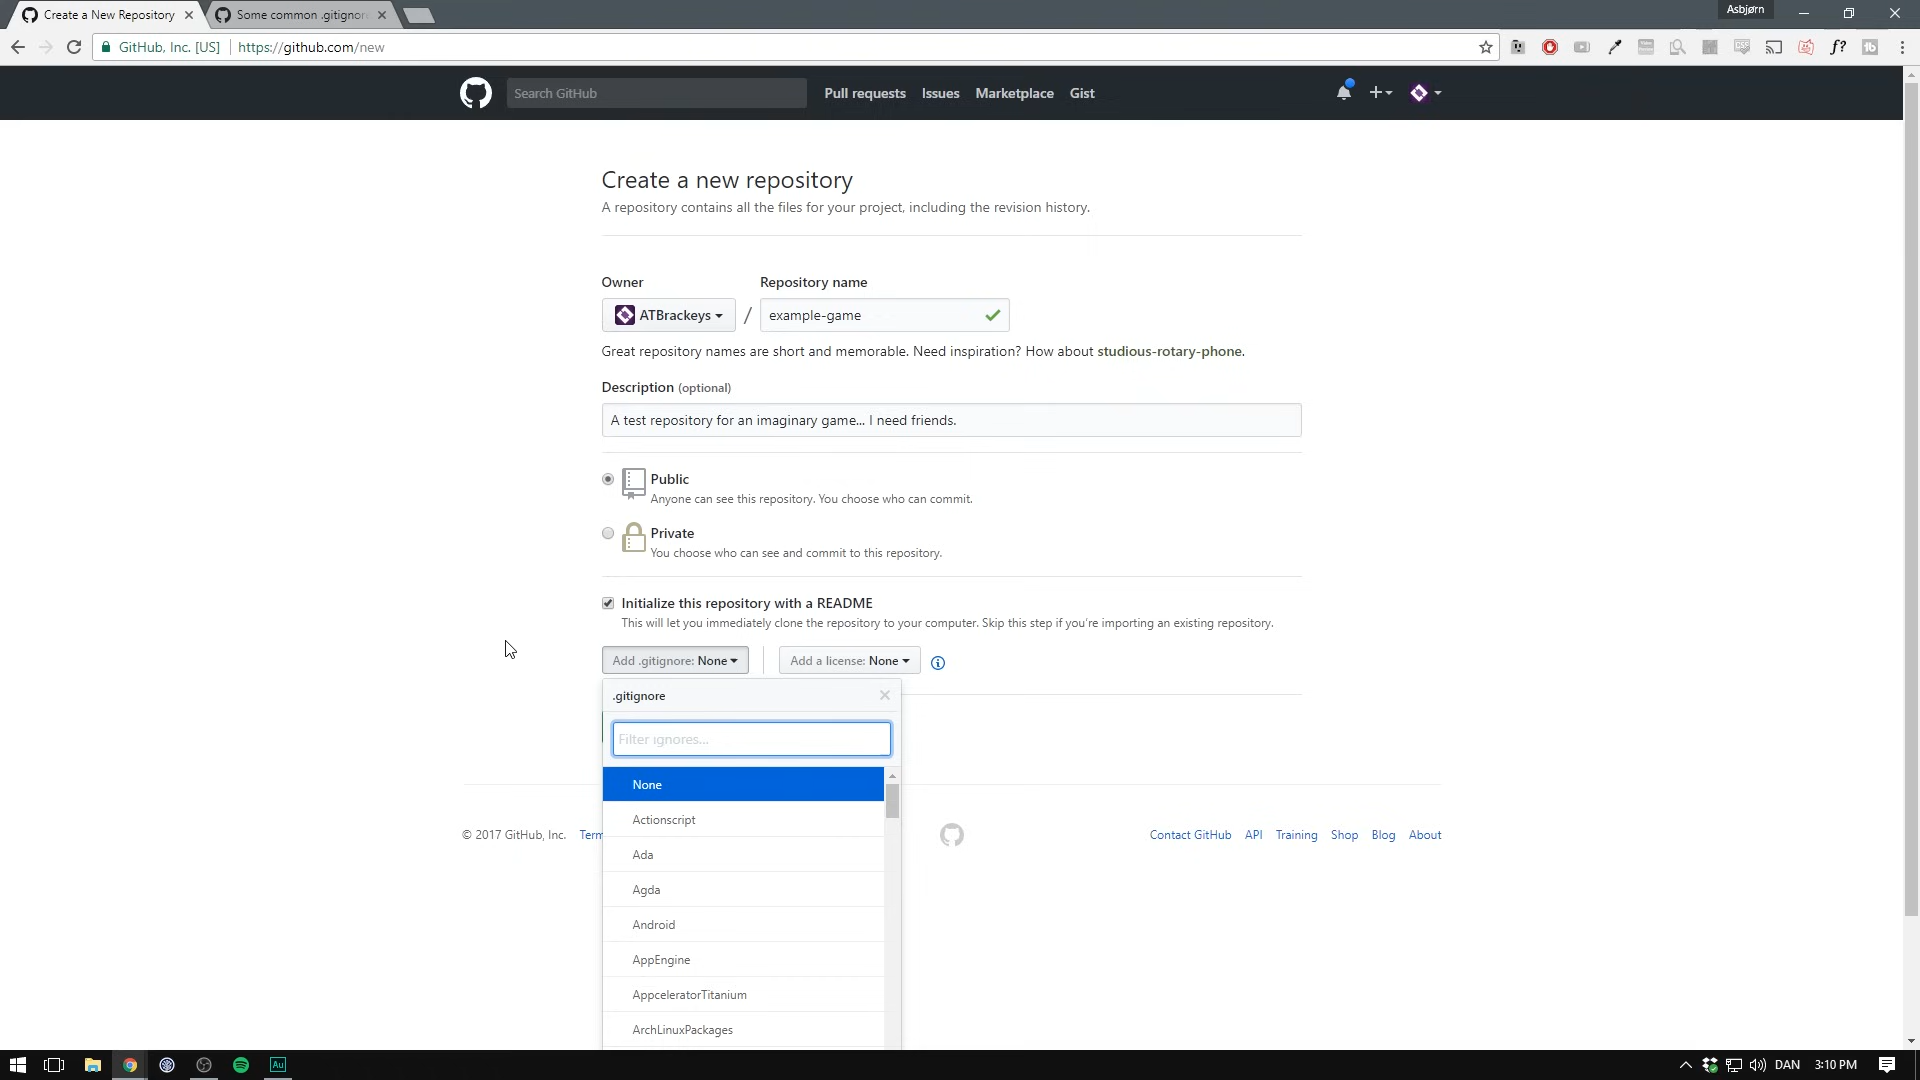 Create a New Repository
Some common .gitignor
Asbjørn
GitHub, Inc. [US]
https://github.com/new
Search GitHub
Pull requests
Issues
Marketplace
Gist
Create a new repository
A repository contains all the files for your project, including the revision history.
Owner
Repository name
ATBrackeys
/
example-game
Great repository names are short and memorable. Need inspiration? How about studious-rotary-phone.
Description (optional)
A test repository for an imaginary game... I need friends.
Public
Anyone can see this repository. You choose who can commit.
Private
You choose who can see and commit to this repository.
Initialize this repository with a README
This will let you immediately clone the repository to your computer. Skip this step if you're importing an existing repository.
Add .gitignore: None
Add a license: None
.gitignore
Filter ignores...
None
Actionscript
Ada
Agda
Android
AppEngine
AppceleratorTitanium
ArchLinuxPackages
© 2017 GitHub, Inc.
Term
Contact GitHub
API
Training
Shop
Blog
About
Au
DAN
3:10 PM